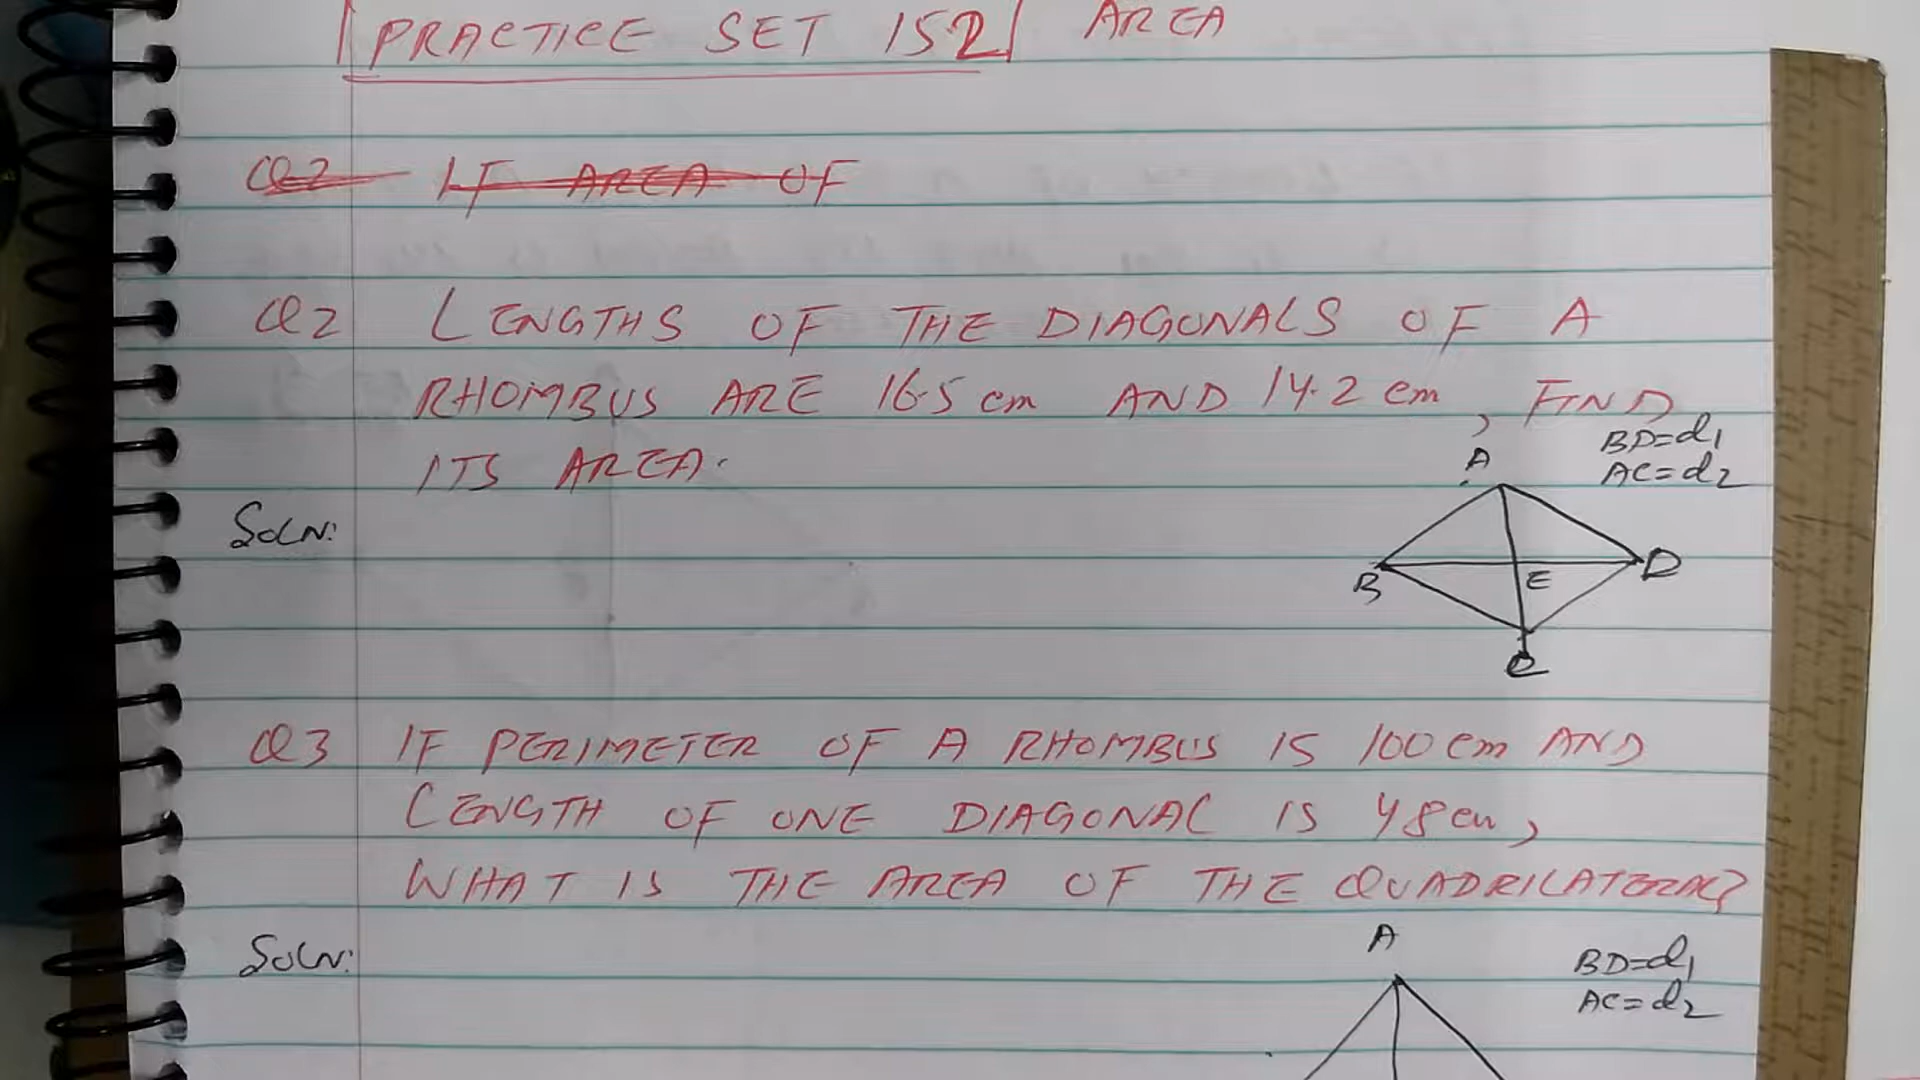 PRACTICE SET 15.2 AREA
Q2 IF AREA OF
Q2 LENGTHS OF THE DIAGONALS OF A
RHOMBUS ARE 16.5 cm AND 14.2 cm, FIND
ITS AREA.
BD=d1
AC=d2
SOLN:
A
B
E
D
C
Q3 IF PERIMETER OF A RHOMBUS IS 100 cm AND
LENGTH OF ONE DIAGONAL IS 48 cm,
WHAT IS THE AREA OF THE QUADRILATERAL?
SOLN:
A
BD=d1
AC=d2